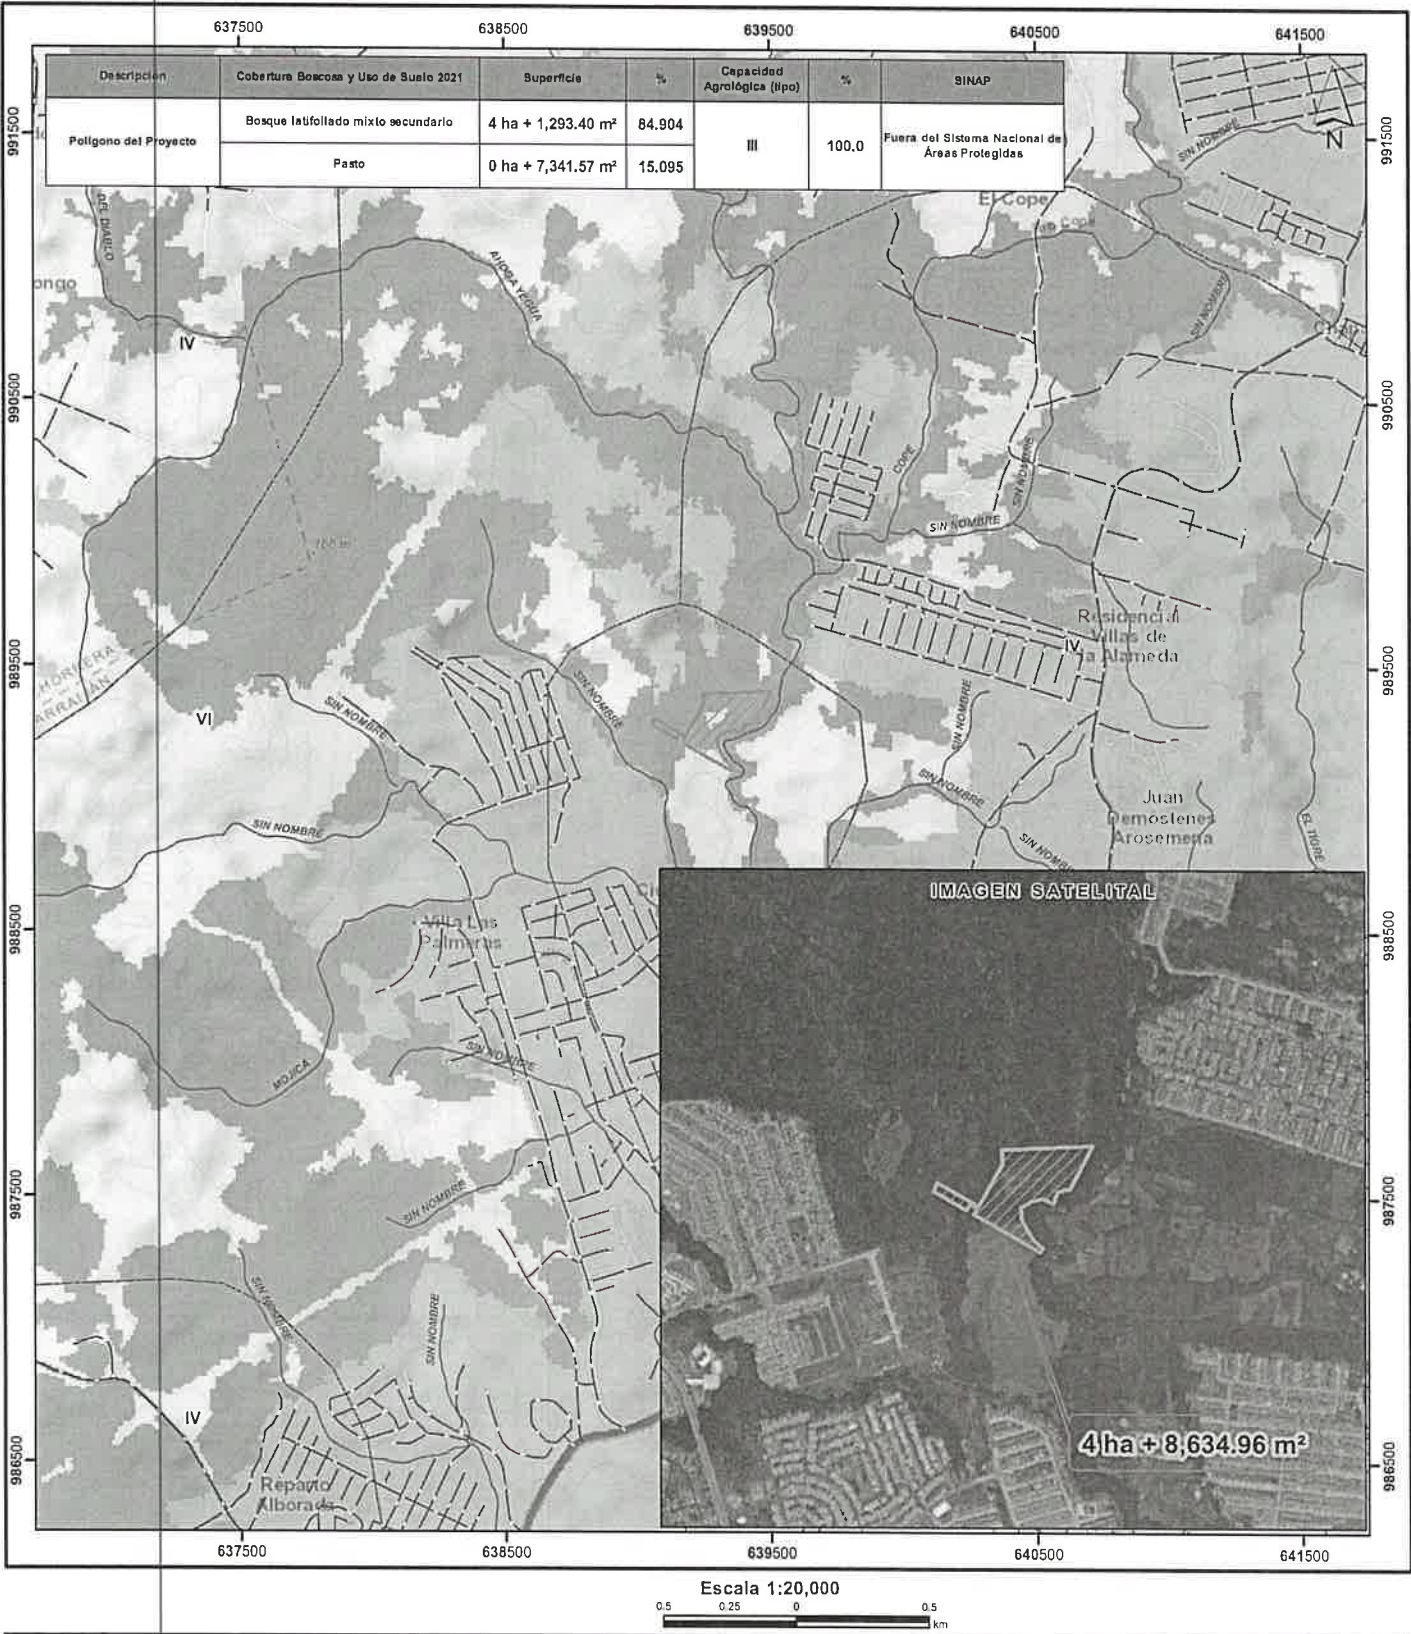 637500 638500 639500 640500 641500
Descripción Cobertura Boscosa y Uso de Suelo 2021 Superficie % Capacidad Agrológica (tipo) % SINAP
Polígono del Proyecto Bosque latifoliado mixto secundario 4 ha + 1,293.40 m² 84.904 III 100.0 Fuera del Sistema Nacional de Áreas Protegidas
Pasto 0 ha + 7,341.57 m² 15.095
991500
991500
SIN NOMBRE
N
DEL DIABLO
El Cope
AHOGA YEGUA
ongo
SIN NOMBRE
IV
990500
990500
COPE
SIN NOMBRE
SIN NOMBRE
Residencial
Villas de
la Alameda
IV
989500
989500
ARRAIJÁN
VI
SIN NOMBRE
SIN NOMBRE
SIN NOMBRE
SIN NOMBRE
SIN NOMBRE
Juan
Demostenes
Arosemena
SIN NOMBRE
EL TIGRE
988500
988500
Villa Las
Palmeras
IMAGEN SATELITAL
MOJICA
SIN NOMBRE
987500
987500
SIN NOMBRE
SIN NOMBRE
SIN NOMBRE
IV
986500
986500
Reparto
Alborada
4 ha + 8,634.96 m²
637500 638500 639500 640500 641500
Escala 1:20,000
0.5 0.25 0 0.5
km